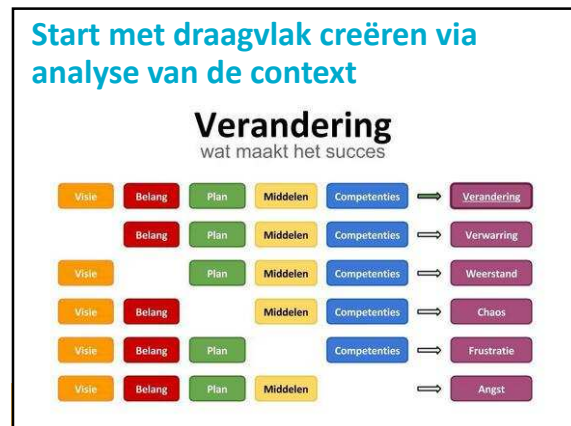 Start met draagvlak creëren via
analyse van de context
Verandering
wat maakt het succes
Visie Belang Plan Middelen Competenties Verandering
Belang Plan Middelen Competenties Verwarring
Visie Plan Middelen Competenties Weerstand
Visie Belang Middelen Competenties Chaos
Visie Belang Plan Competenties Frustratie
Visie Belang Plan Middelen Angst